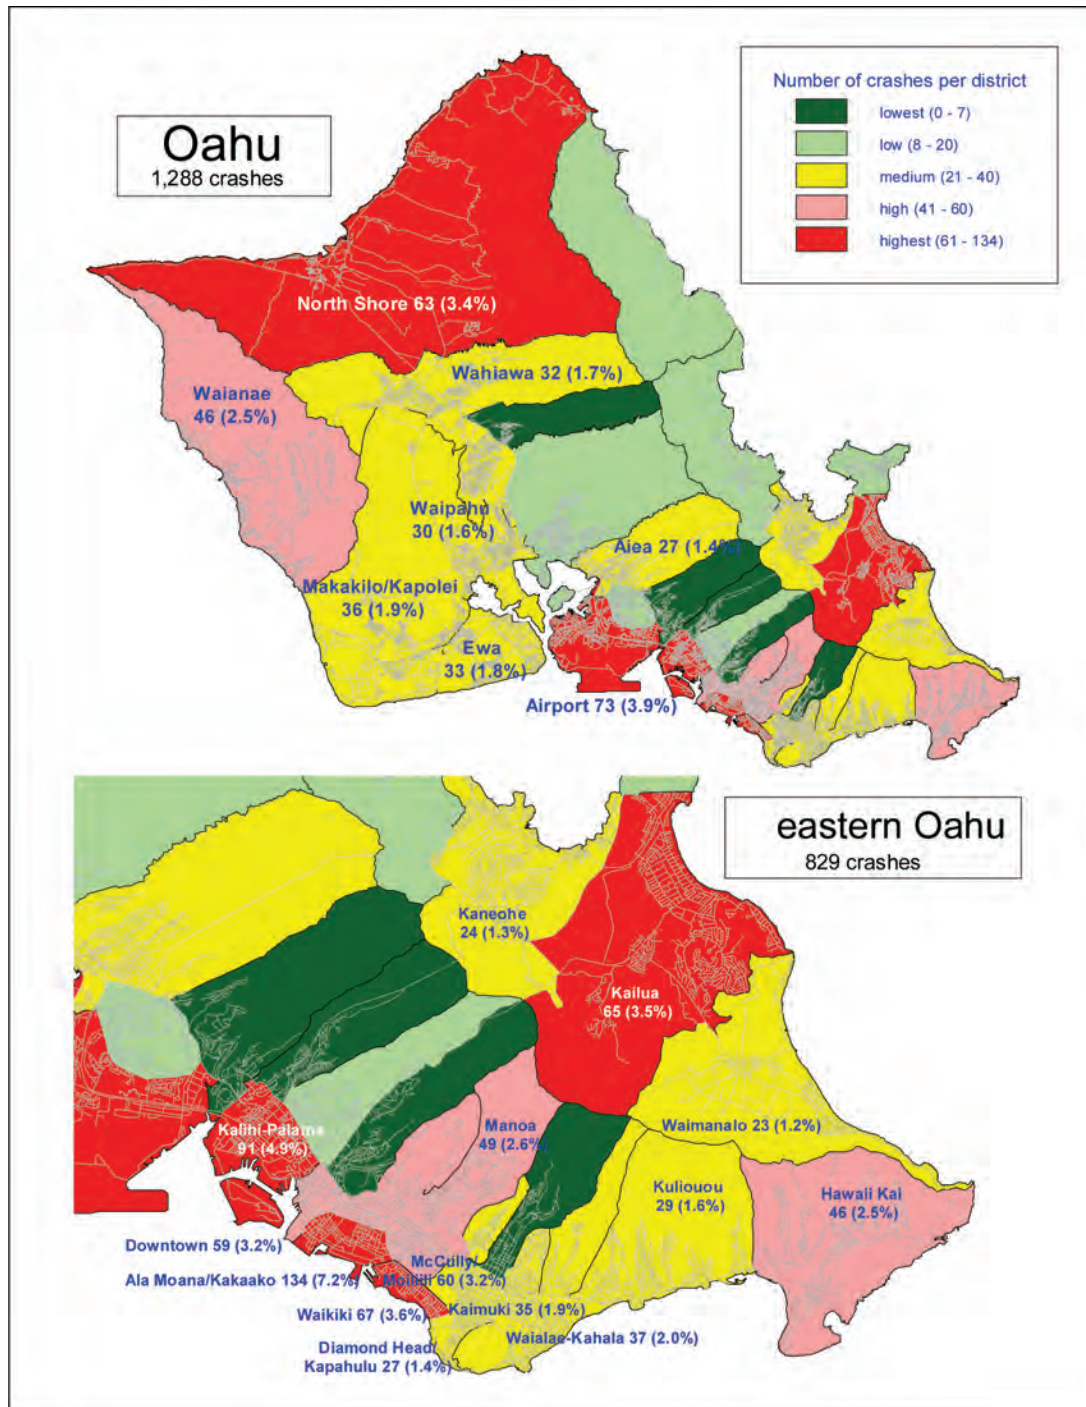 Oahu
1,288 crashes
Number of crashes per district
lowest (0 - 7)
low (8 - 20)
medium (21 - 40)
high (41 - 60)
highest (61 - 134)
North Shore 63 (3.4%)
Wahiawa 32 (1.7%)
Waianae
46 (2.5%)
Waipahu
30 (1.6%)
Aiea 27 (1.4%)
Makakilo/Kapolei
36 (1.9%)
Ewa
33 (1.8%)
Airport 73 (3.9%)
eastern Oahu
829 crashes
Kaneohe
24 (1.3%)
Kailua
65 (3.5%)
Kalihi-Palama
91 (4.9%)
Manoa
49 (2.6%)
Waimanalo 23 (1.2%)
Kuliouou
29 (1.6%)
Hawaii Kai
46 (2.5%)
Downtown 59 (3.2%)
McCully/
Moiliili 60 (3.2%)
Ala Moana/Kakaako 134 (7.2%)
Waikiki 67 (3.6%)
Kaimuki 35 (1.9%)
Waialae-Kahala 37 (2.0%)
Diamond Head/
Kapahulu 27 (1.4%)